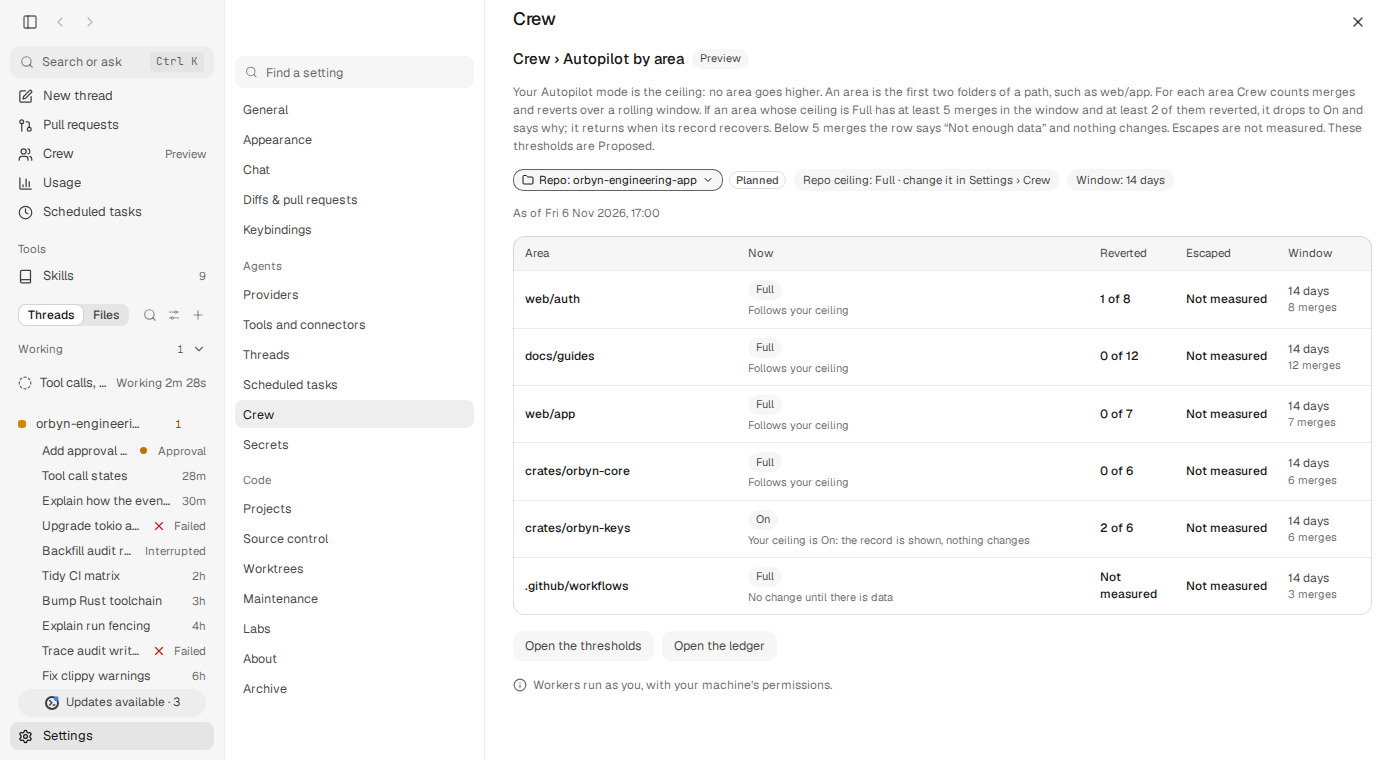 Search or ask Ctrl K
New thread
Pull requests
Crew Preview
Usage
Scheduled tasks
Tools
Skills 9
Threads Files
Working 1
Tool calls, ... Working 2m 28s
orbyn-engineeri... 1
Add approval ... Approval
Tool call states 28m
Explain how the even... 30m
Upgrade tokio a... Failed
Backfill audit r... Interrupted
Tidy CI matrix 2h
Bump Rust toolchain 3h
Explain run fencing 4h
Trace audit writ... Failed
Fix clippy warnings 6h
Updates available · 3
Settings
Find a setting
General
Appearance
Chat
Diffs & pull requests
Keybindings
Agents
Providers
Tools and connectors
Threads
Scheduled tasks
Crew
Secrets
Code
Projects
Source control
Worktrees
Maintenance
Labs
About
Archive
Crew
Crew › Autopilot by area Preview
Your Autopilot mode is the ceiling: no area goes higher. An area is the first two folders of a path, such as web/app. For each area Crew counts merges
and reverts over a rolling window. If an area whose ceiling is Full has at least 5 merges in the window and at least 2 of them reverted, it drops to On and
says why; it returns when its record recovers. Below 5 merges the row says “Not enough data” and nothing changes. Escapes are not measured. These
thresholds are Proposed.
Repo: orbyn-engineering-app Planned Repo ceiling: Full · change it in Settings › Crew Window: 14 days
As of Fri 6 Nov 2026, 17:00
Area Now Reverted Escaped Window
web/auth Full 1 of 8 Not measured 14 days
Follows your ceiling 8 merges
docs/guides Full 0 of 12 Not measured 14 days
Follows your ceiling 12 merges
web/app Full 0 of 7 Not measured 14 days
Follows your ceiling 7 merges
crates/orbyn-core Full 0 of 6 Not measured 14 days
Follows your ceiling 6 merges
crates/orbyn-keys On 2 of 6 Not measured 14 days
Your ceiling is On: the record is shown, nothing changes 6 merges
.github/workflows Full Not measured Not measured 14 days
No change until there is data 3 merges
Open the thresholds Open the ledger
Workers run as you, with your machine's permissions.